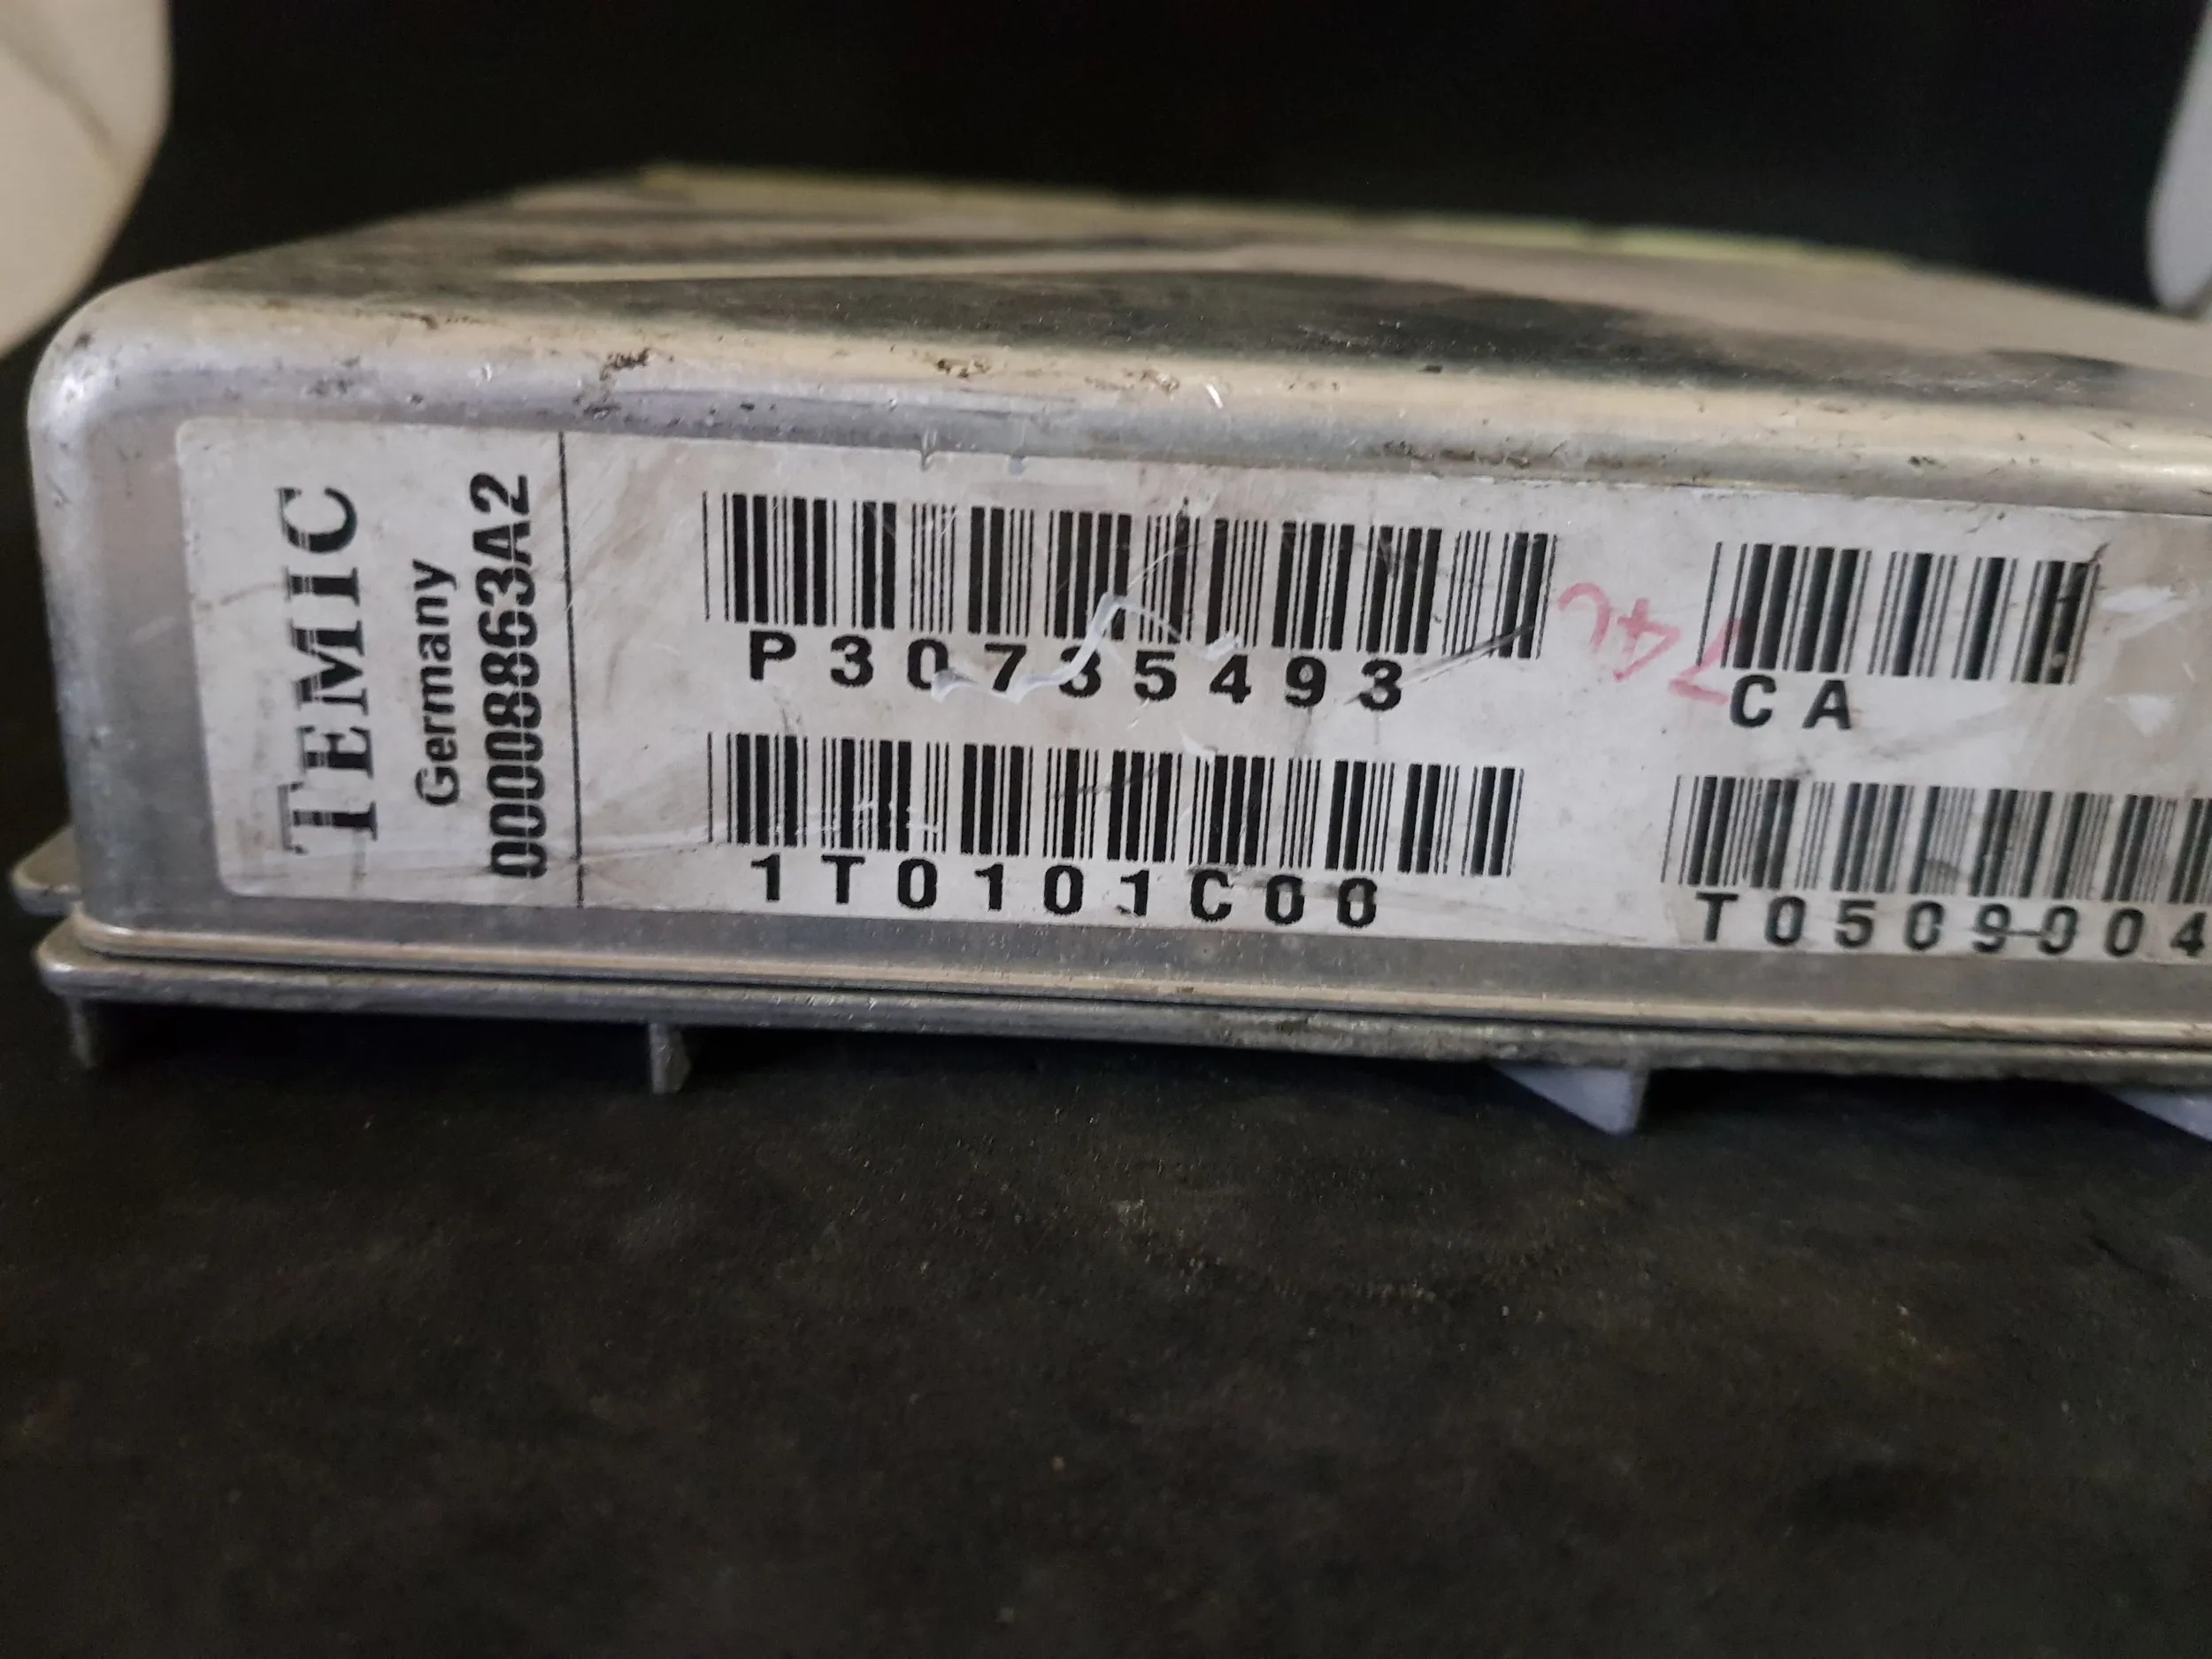 TEMIC
Germany
00008863A2
P30735493
CA
1T0101C00
T0509004